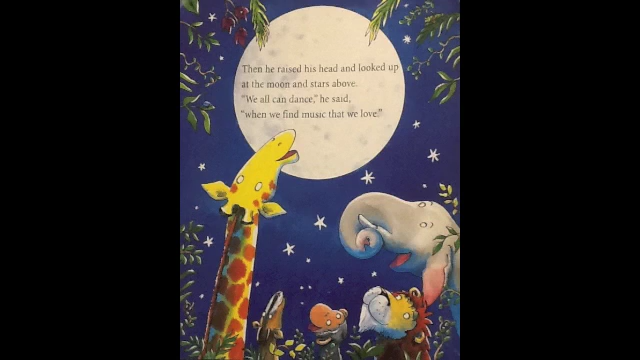 Then he raised his head and looked up
at the moon and stars above.
"We all can dance," he said,
"when we find music that we love."